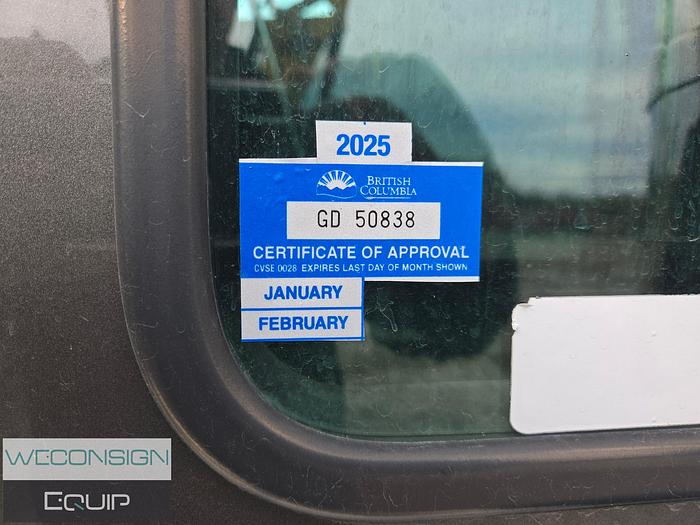 2025
BRITISH
COLUMBIA
GD 50838
CERTIFICATE OF APPROVAL
CVSE 0028 EXPIRES LAST DAY OF MONTH SHOWN
JANUARY
FEBRUARY
WECONSIGN
EQUIP